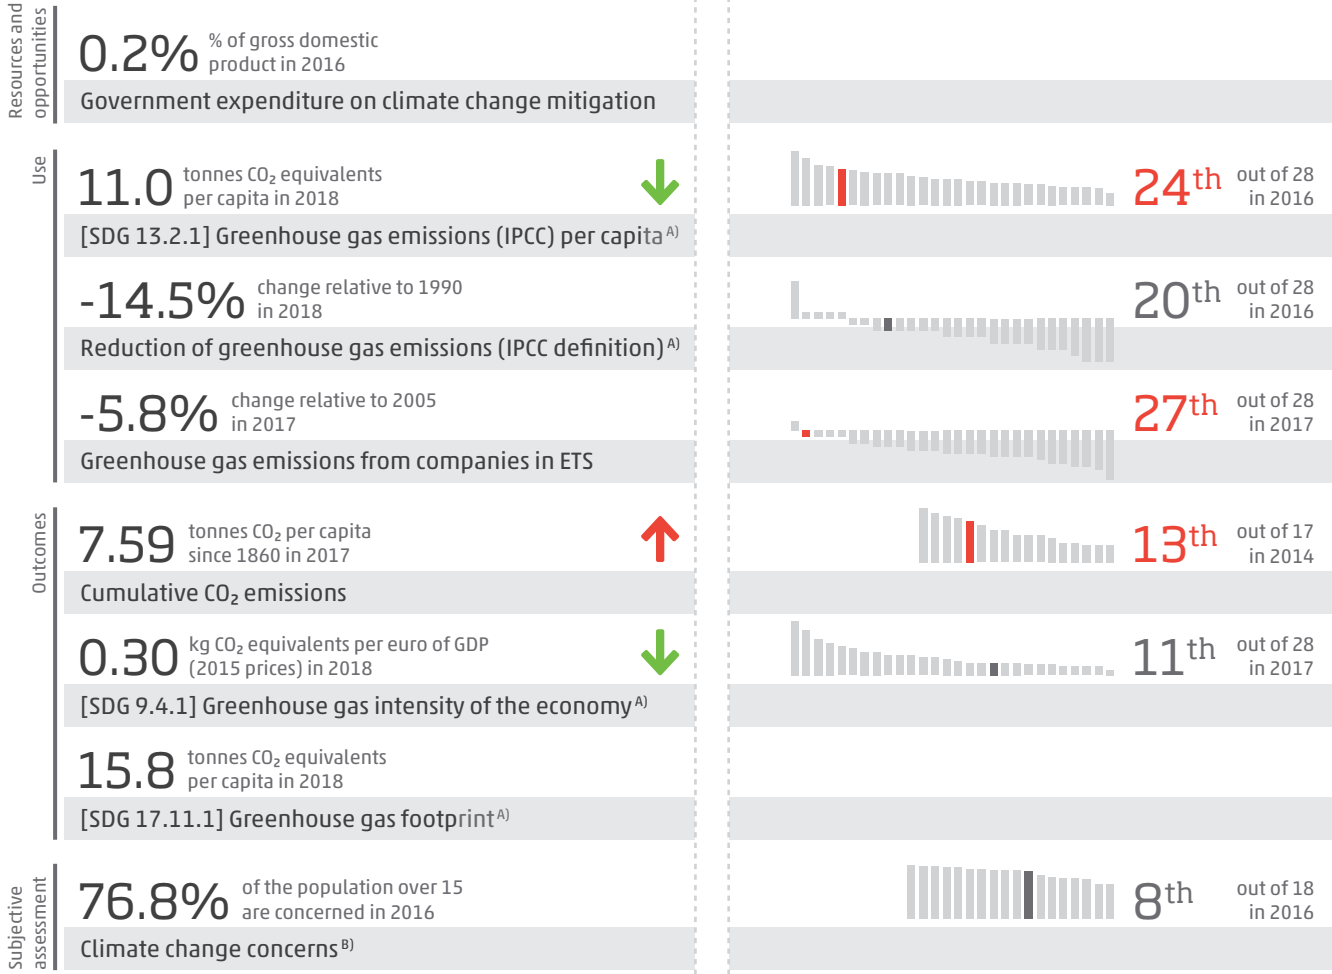 Resources and
opportunities
0.2% % of gross domestic
product in 2016
Government expenditure on climate change mitigation
Use
11.0 tonnes CO₂ equivalents
per capita in 2018
24th out of 28
in 2016
[SDG 13.2.1] Greenhouse gas emissions (IPCC) per capita A)
-14.5% change relative to 1990
in 2018
20th out of 28
in 2016
Reduction of greenhouse gas emissions (IPCC definition) A)
-5.8% change relative to 2005
in 2017
27th out of 28
in 2017
Greenhouse gas emissions from companies in ETS
Outcomes
7.59 tonnes CO₂ per capita
since 1860 in 2017
13th out of 17
in 2014
Cumulative CO₂ emissions
0.30 kg CO₂ equivalents per euro of GDP
(2015 prices) in 2018
11th out of 28
in 2017
[SDG 9.4.1] Greenhouse gas intensity of the economy A)
15.8 tonnes CO₂ equivalents
per capita in 2018
[SDG 17.11.1] Greenhouse gas footprint A)
Subjective
assessment
76.8% of the population over 15
are concerned in 2016
8th out of 18
in 2016
Climate change concerns B)